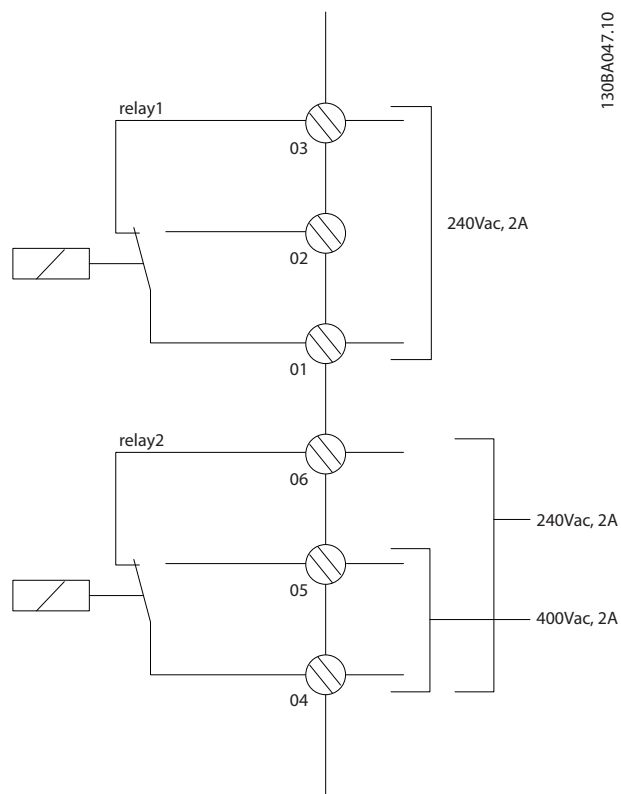 130BA047.10
relay1
03
240Vac, 2A
02
01
relay2
06
240Vac, 2A
05
400Vac, 2A
04